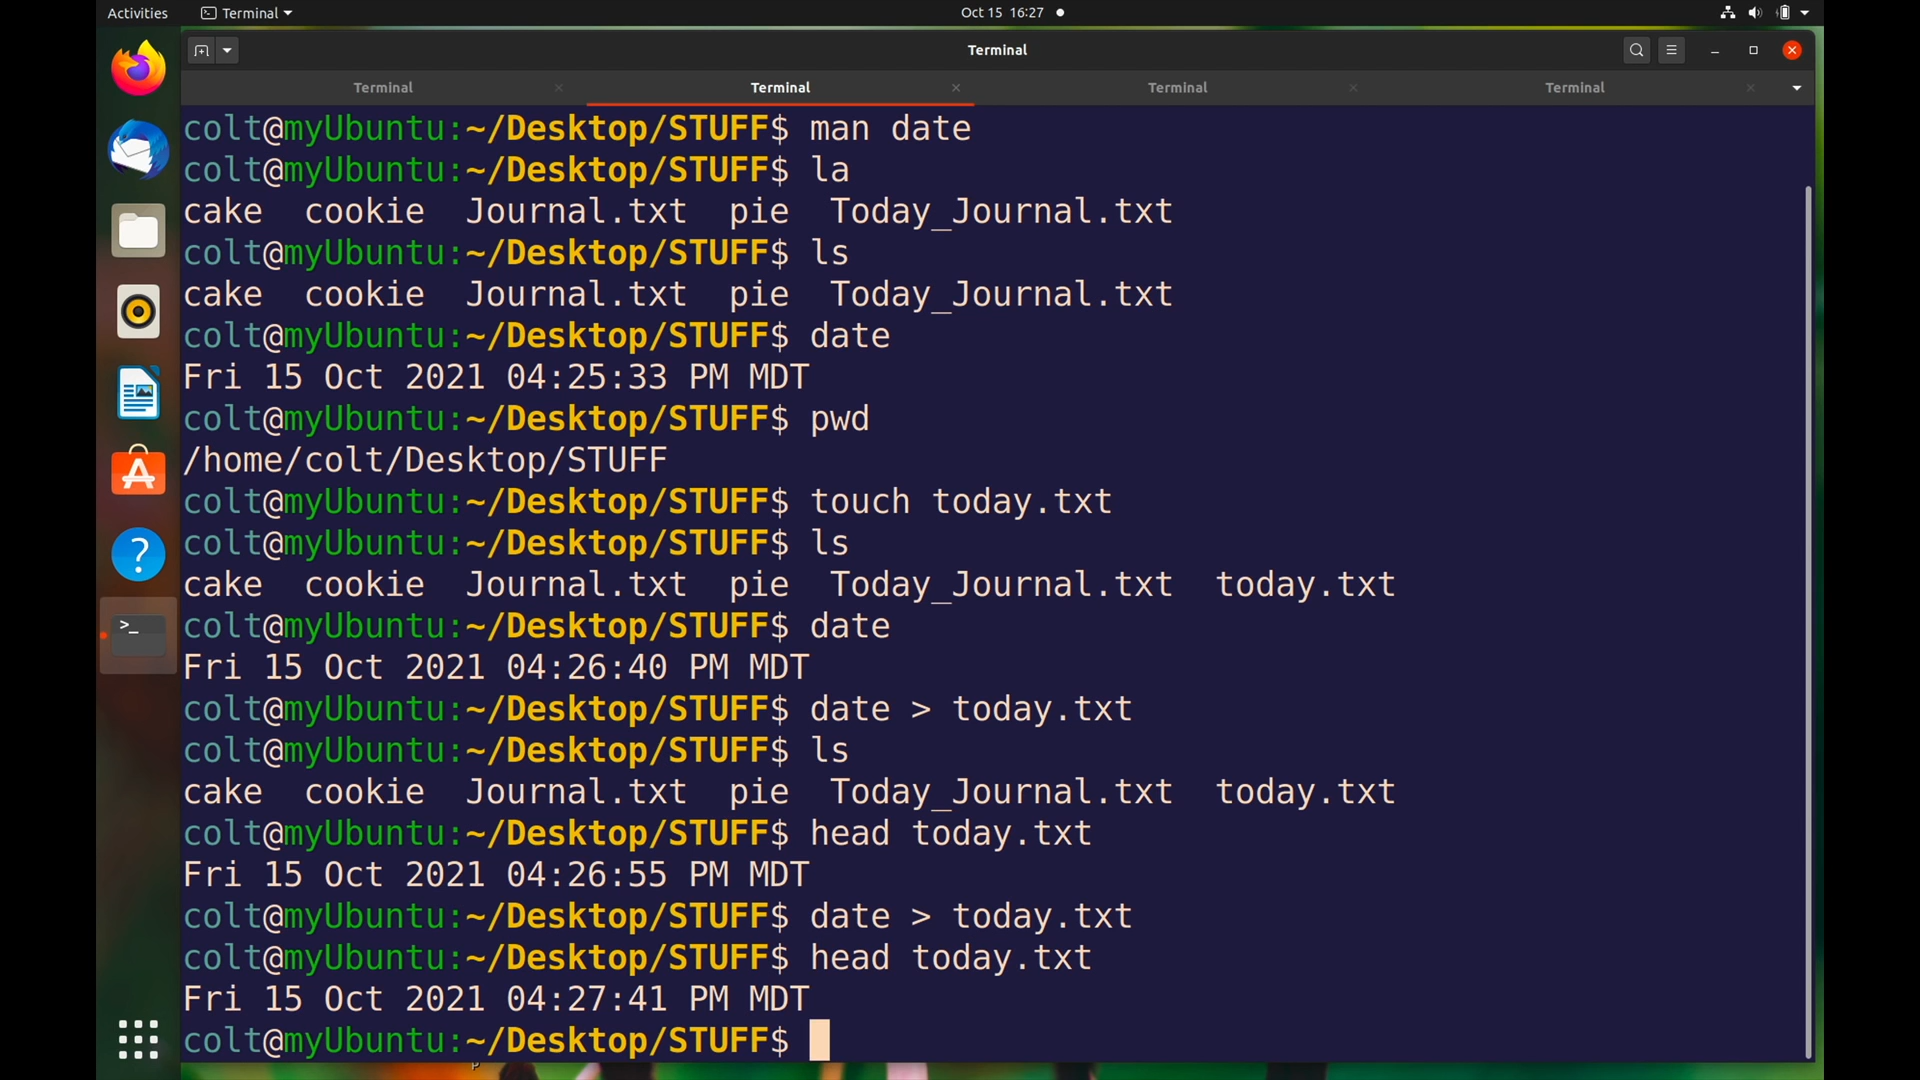 Activities Terminal Oct 15 16:27
Terminal
Terminal Terminal Terminal Terminal
colt@myUbuntu:~/Desktop/STUFF$ man date
colt@myUbuntu:~/Desktop/STUFF$ la
cake cookie Journal.txt pie Today_Journal.txt
colt@myUbuntu:~/Desktop/STUFF$ ls
cake cookie Journal.txt pie Today_Journal.txt
colt@myUbuntu:~/Desktop/STUFF$ date
Fri 15 Oct 2021 04:25:33 PM MDT
colt@myUbuntu:~/Desktop/STUFF$ pwd
/home/colt/Desktop/STUFF
colt@myUbuntu:~/Desktop/STUFF$ touch today.txt
colt@myUbuntu:~/Desktop/STUFF$ ls
cake cookie Journal.txt pie Today_Journal.txt today.txt
colt@myUbuntu:~/Desktop/STUFF$ date
Fri 15 Oct 2021 04:26:40 PM MDT
colt@myUbuntu:~/Desktop/STUFF$ date > today.txt
colt@myUbuntu:~/Desktop/STUFF$ ls
cake cookie Journal.txt pie Today_Journal.txt today.txt
colt@myUbuntu:~/Desktop/STUFF$ head today.txt
Fri 15 Oct 2021 04:26:55 PM MDT
colt@myUbuntu:~/Desktop/STUFF$ date > today.txt
colt@myUbuntu:~/Desktop/STUFF$ head today.txt
Fri 15 Oct 2021 04:27:41 PM MDT
colt@myUbuntu:~/Desktop/STUFF$